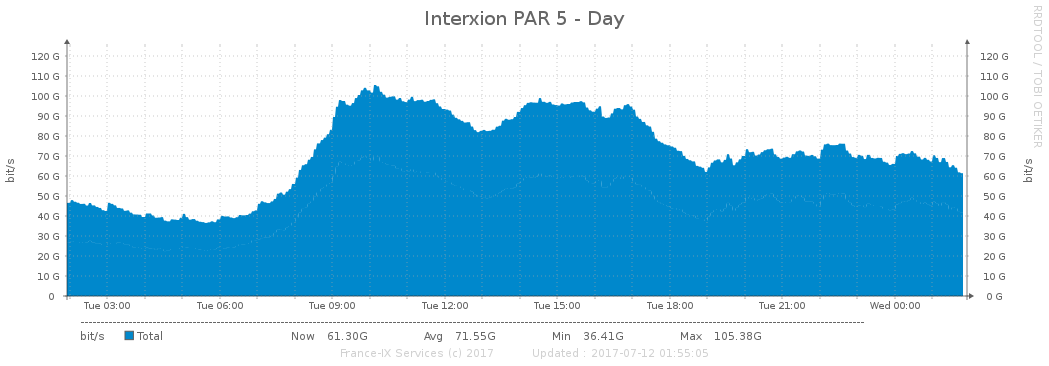 Interxion PAR 5 - Day
RRDTOOL / TOBI OETIKER
bit/s
120 G
110 G
100 G
90 G
80 G
70 G
60 G
50 G
40 G
30 G
20 G
10 G
0
120 G
110 G
100 G
90 G
80 G
70 G
60 G
50 G
40 G
30 G
20 G
10 G
0 G
bit/s
Tue 03:00 Tue 06:00 Tue 09:00 Tue 12:00 Tue 15:00 Tue 18:00 Tue 21:00 Wed 00:00
bit/s Total Now 61.30G Avg 71.55G Min 36.41G Max 105.38G
France-IX Services (c) 2017 Updated : 2017-07-12 01:55:05